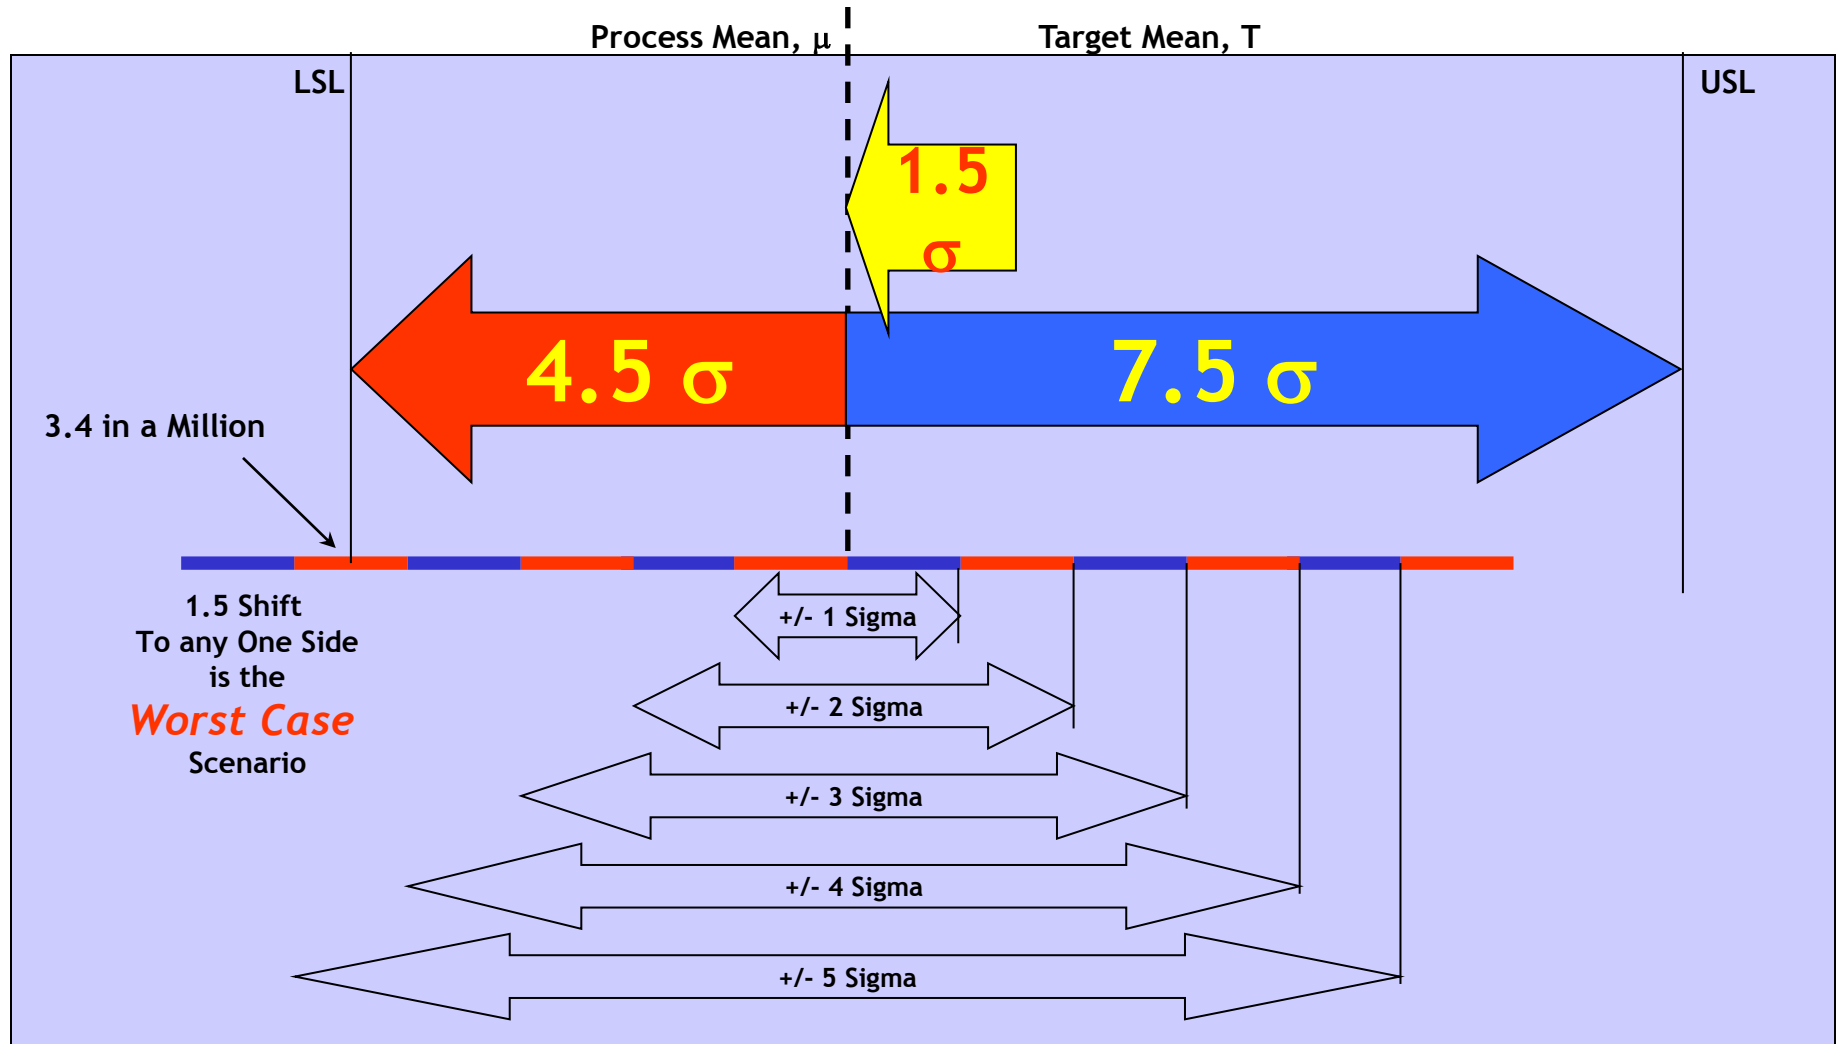 Process Mean, μ
Target Mean, T
LSL
USL
1.5
σ
4.5 σ
7.5 σ
3.4 in a Million
1.5 Shift
To any One Side
is the
Worst Case
Scenario
+/- 1 Sigma
+/- 2 Sigma
+/- 3 Sigma
+/- 4 Sigma
+/- 5 Sigma